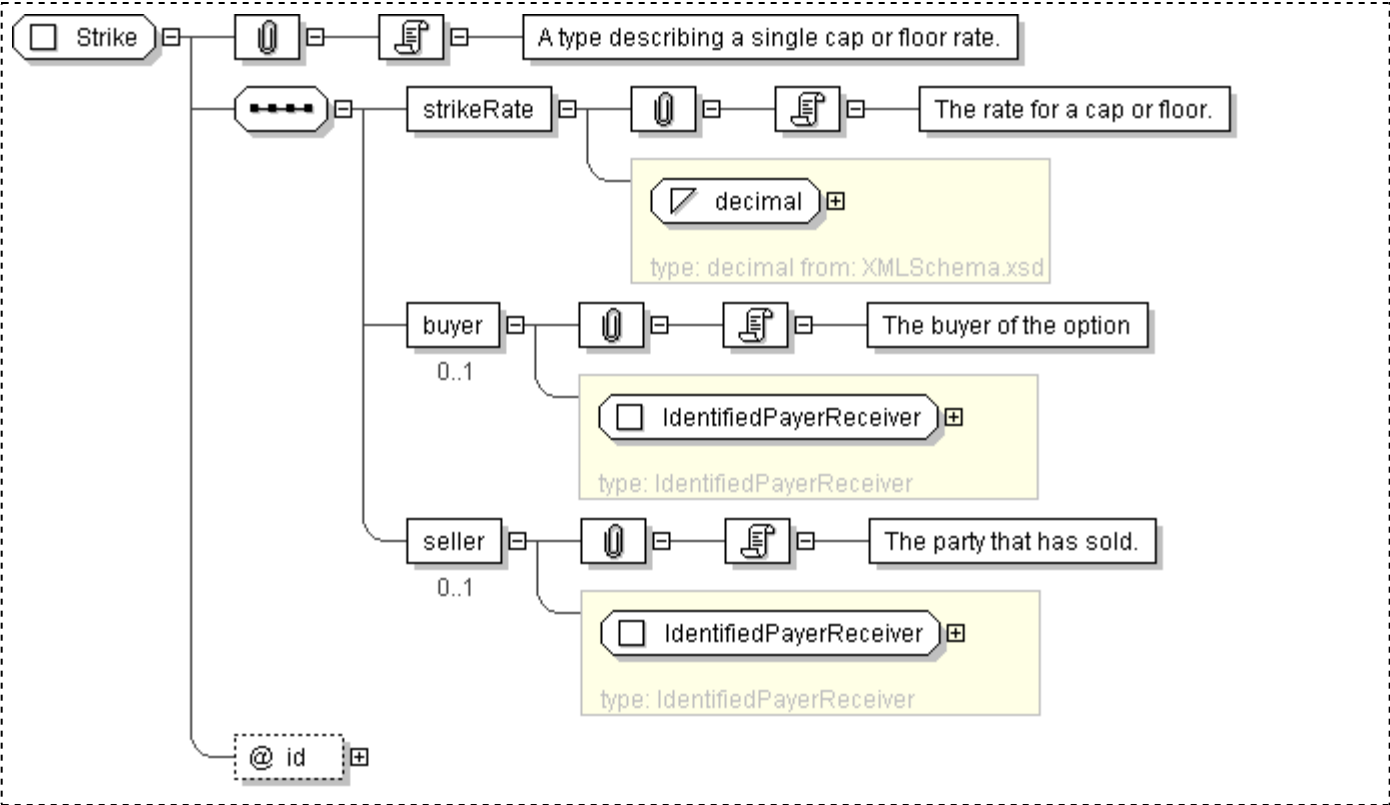 Strike
A type describing a single cap or floor rate.
strikeRate
The rate for a cap or floor.
decimal
type: decimal from: XMLSchema.xsd
buyer
The buyer of the option
0..1
IdentifiedPayerReceiver
type: IdentifiedPayerReceiver
seller
The party that has sold.
0..1
IdentifiedPayerReceiver
type: IdentifiedPayerReceiver
@ id